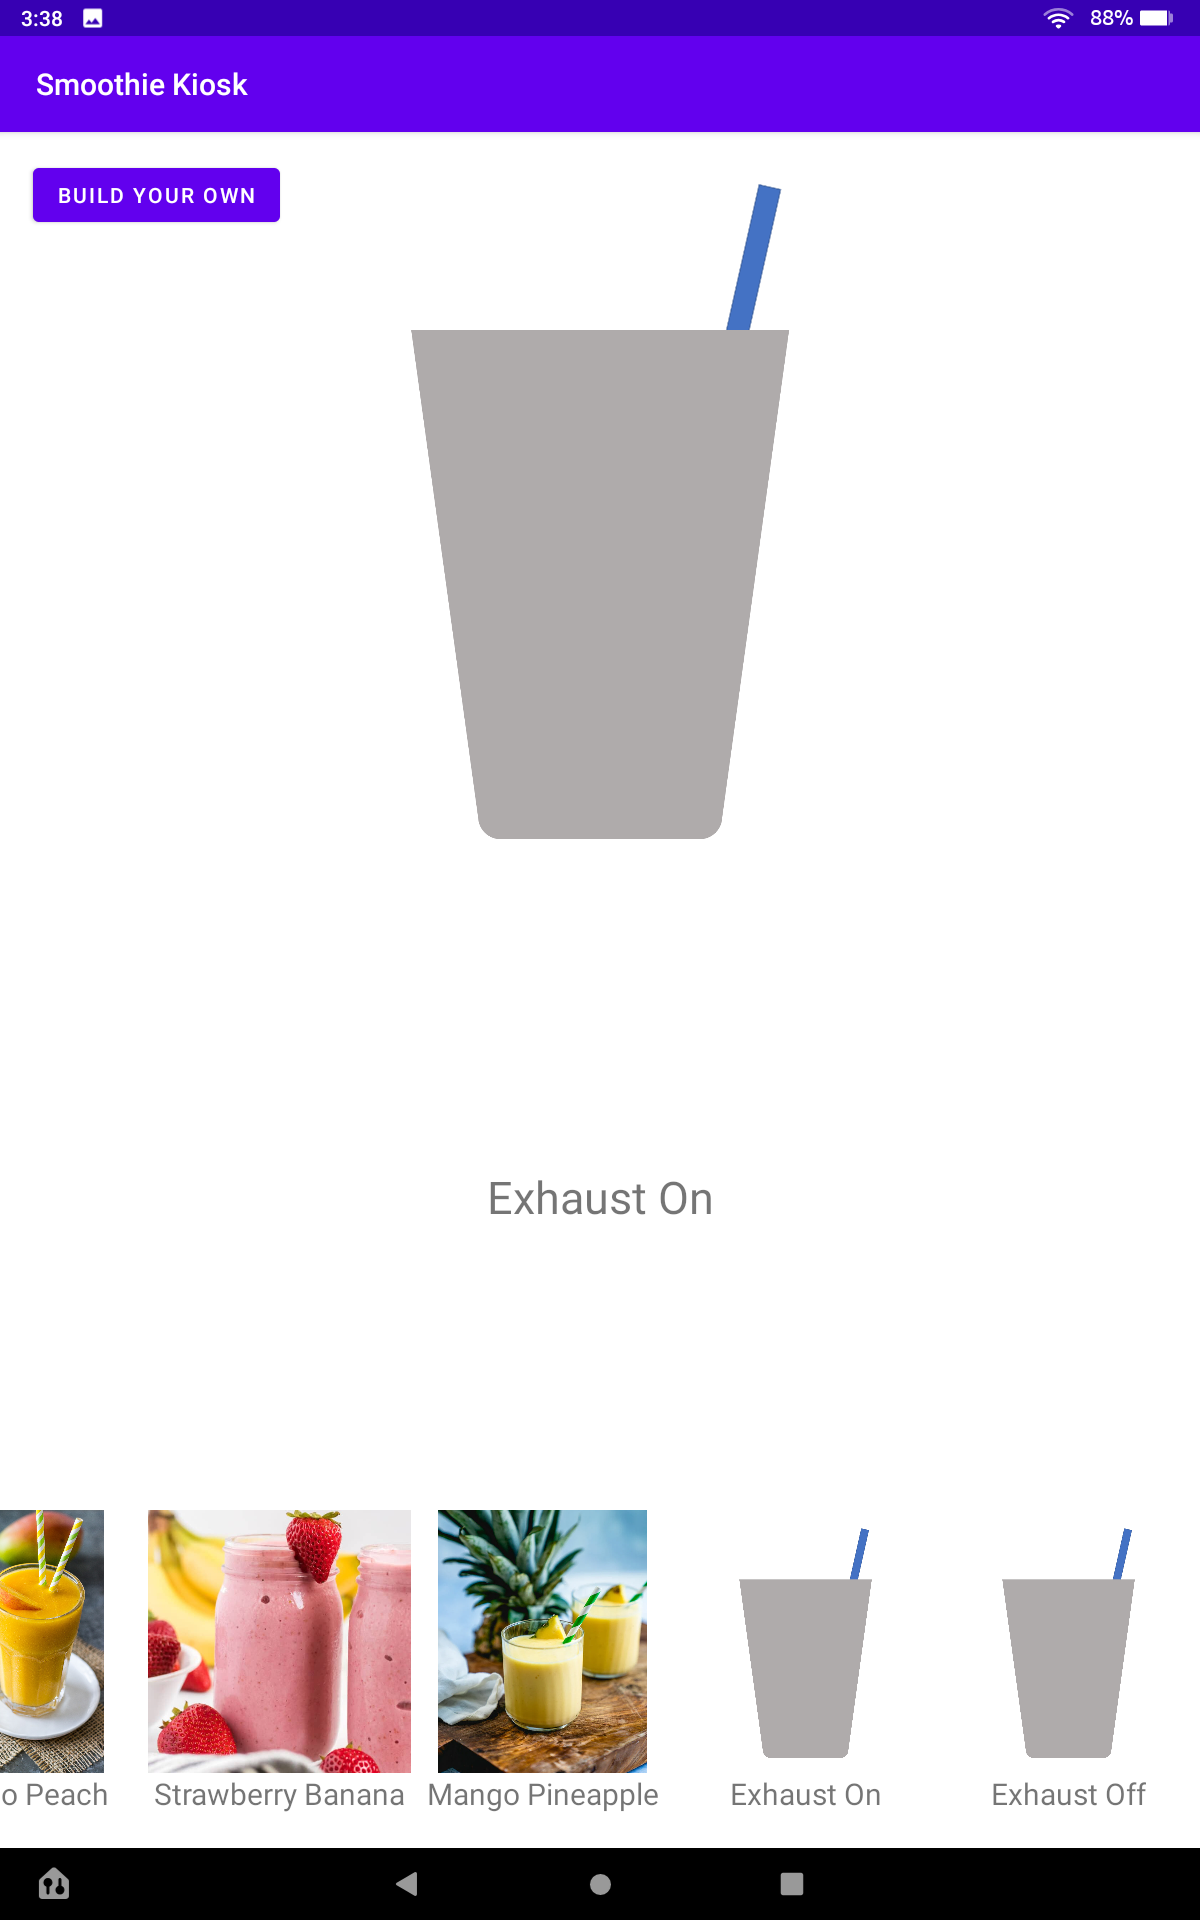 3:38 88%
Smoothie Kiosk
BUILD YOUR OWN
Exhaust On
o Peach Strawberry Banana Mango Pineapple Exhaust On Exhaust Off